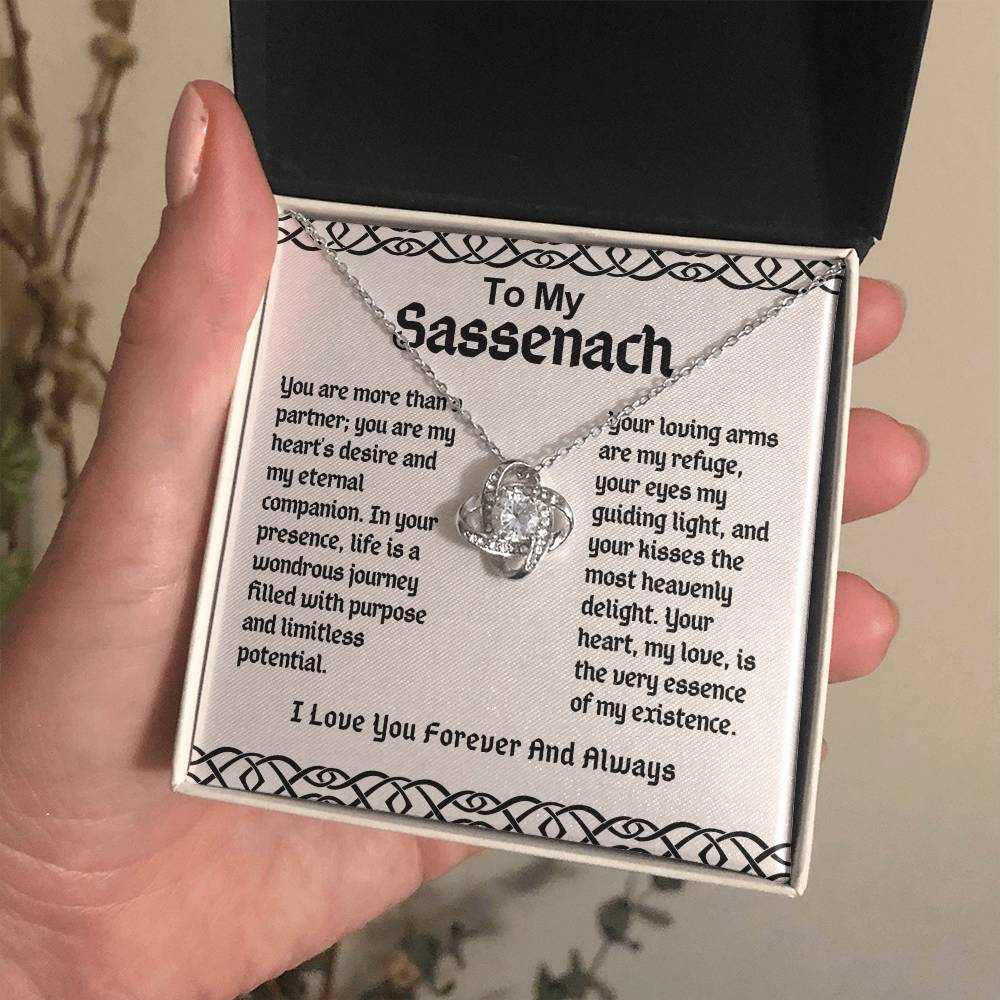 To My
Sassenach
You are more than
partner; you are my
heart's desire and
my eternal
companion. In your
presence, life is a
wondrous journey
filled with purpose
and limitless
potential.
Your loving arms
are my refuge,
your eyes my
guiding light, and
your kisses the
most heavenly
delight. Your
heart, my love, is
the very essence
of my existence.
I Love You Forever And Always